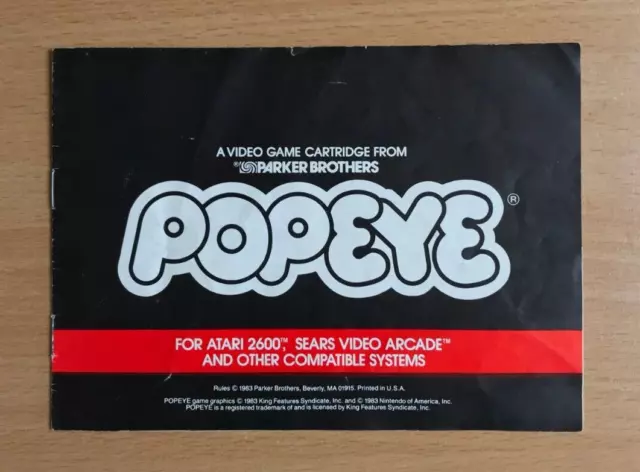 A VIDEO GAME CARTRIDGE FROM
PARKER BROTHERS
POPEYE®
FOR ATARI 2600™, SEARS VIDEO ARCADE™
AND OTHER COMPATIBLE SYSTEMS
Rules © 1983 Parker Brothers, Beverly, MA 01915. Printed in U.S.A.
POPEYE game graphics © 1983 King Features Syndicate, Inc. and © 1983 Nintendo of America, Inc.
POPEYE is a registered trademark of and is licensed by King Features Syndicate, Inc.